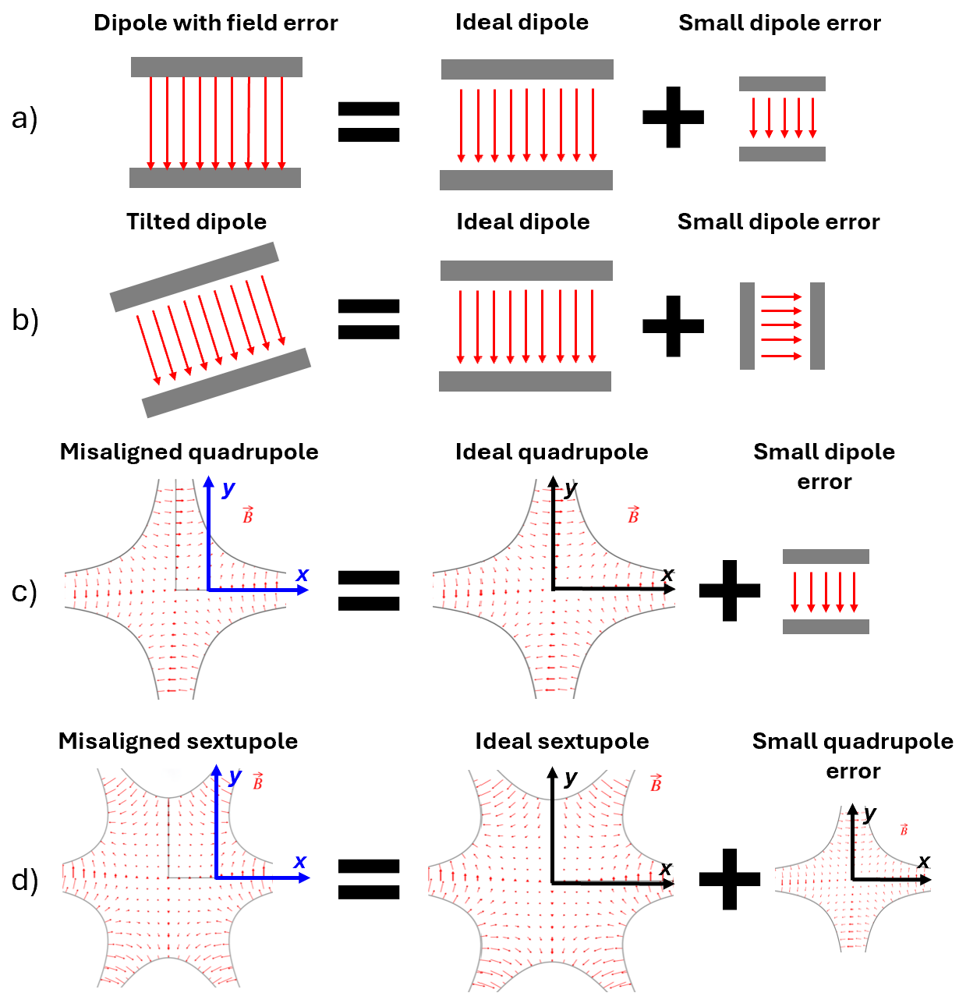 Dipole with field error
Ideal dipole
Small dipole error
a)
Tilted dipole
Ideal dipole
Small dipole error
b)
Misaligned quadrupole
Ideal quadrupole
Small dipole
error
y
B
x
y
B
x
c)
Misaligned sextupole
Ideal sextupole
Small quadrupole
error
y
B
x
y
B
x
y
B
x
d)